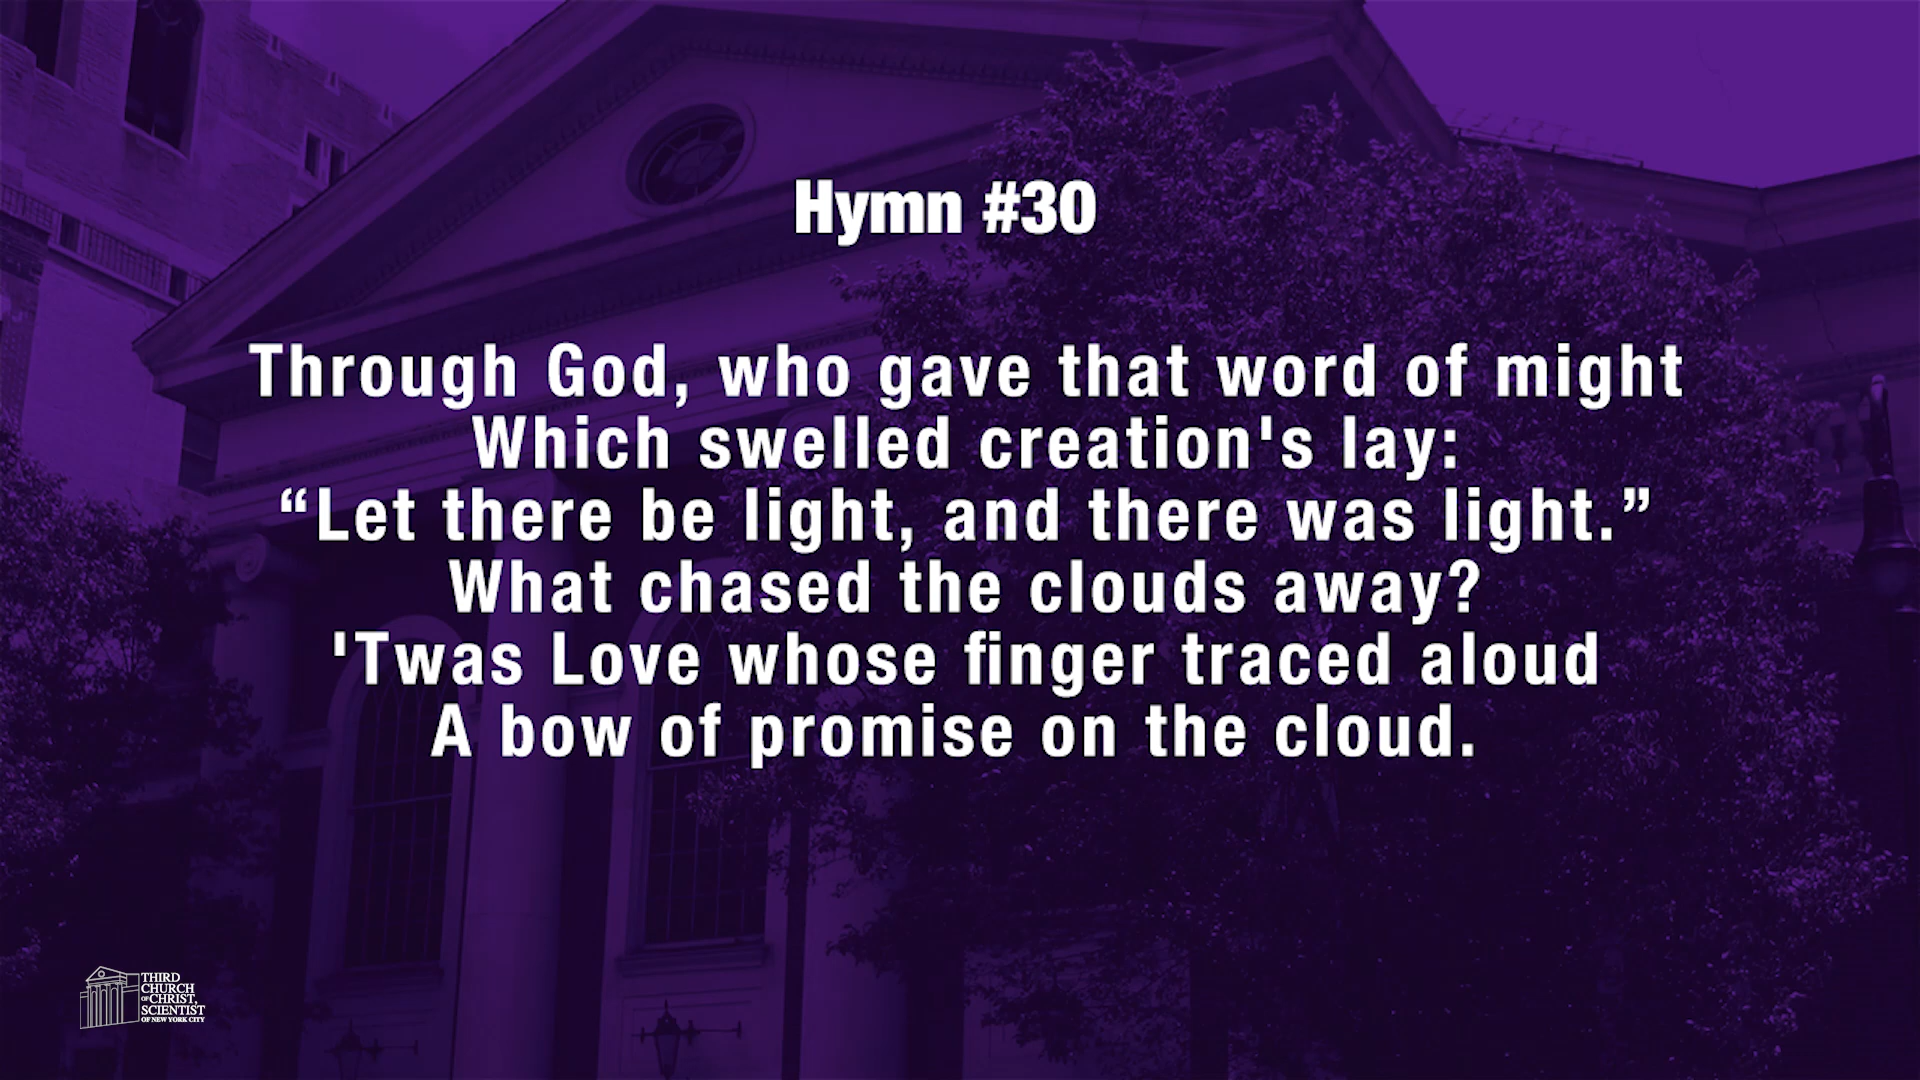 Hymn #30
Through God, who gave that word of might
Which swelled creation's lay:
“Let there be light, and there was light.”
What chased the clouds away?
'Twas Love whose finger traced aloud
A bow of promise on the cloud.
THIRD
CHURCH
OF CHRIST,
SCIENTIST
OF NEW YORK CITY